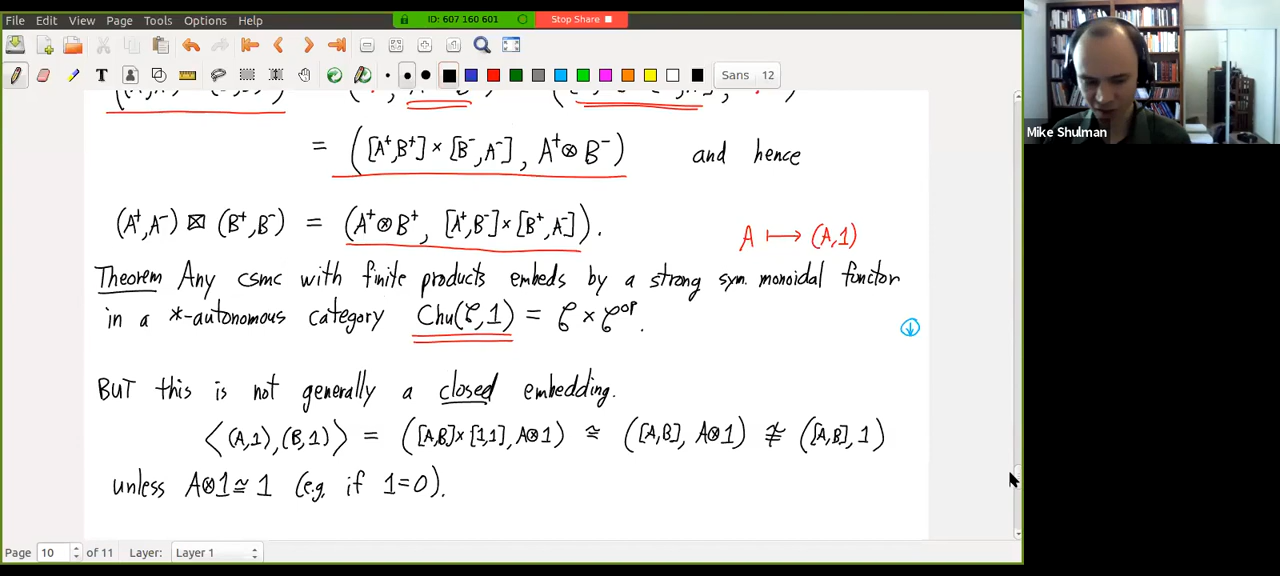 File Edit View Page Tools Options Help
ID: 607 160 601 Stop Share
Sans 12
Mike Shulman
= ([A⁺,B⁺] × [B⁻,A⁻], A⁺⊗B⁻) and hence
(A⁺,A⁻) ⊠ (B⁺,B⁻) = (A⁺⊗B⁺, [A⁺,B⁻]×[B⁺,A⁻]).
A ⟼ (A,1)
Theorem Any csmc with finite products embeds by a strong sym. monoidal functor
in a *-autonomous category Chu(ℭ,1) = ℭ × ℭᵒᵖ.
BUT this is not generally a closed embedding.
⟨(A,1),(B,1)⟩ = ([A,B]×[1,1], A⊗1) ≅ ([A,B], A⊗1) ≇ ([A,B], 1)
unless A⊗1≅1 (e.g. if 1=0).
Page 10 of 11 Layer: Layer 1